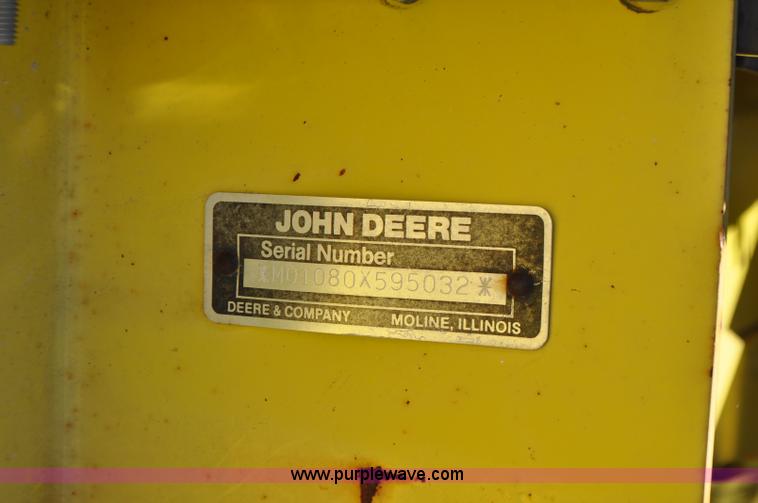 JOHN DEERE
Serial Number
*M01080X595032*
DEERE & COMPANY MOLINE, ILLINOIS
www.purplewave.com